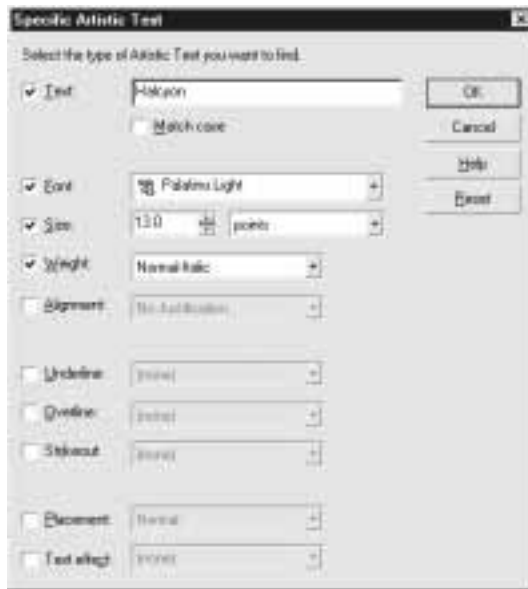 Specific Artistic Text
Select the type of Artistic Text you want to find.
Text Halcyon OK
Match case Cancel
Help
Font Palatino Light Reset
Size 13.0 points
Weight Normal-Italic
Alignment No Justification
Underline (none)
Overline (none)
Strikeout (none)
Placement Normal
Text effect (none)